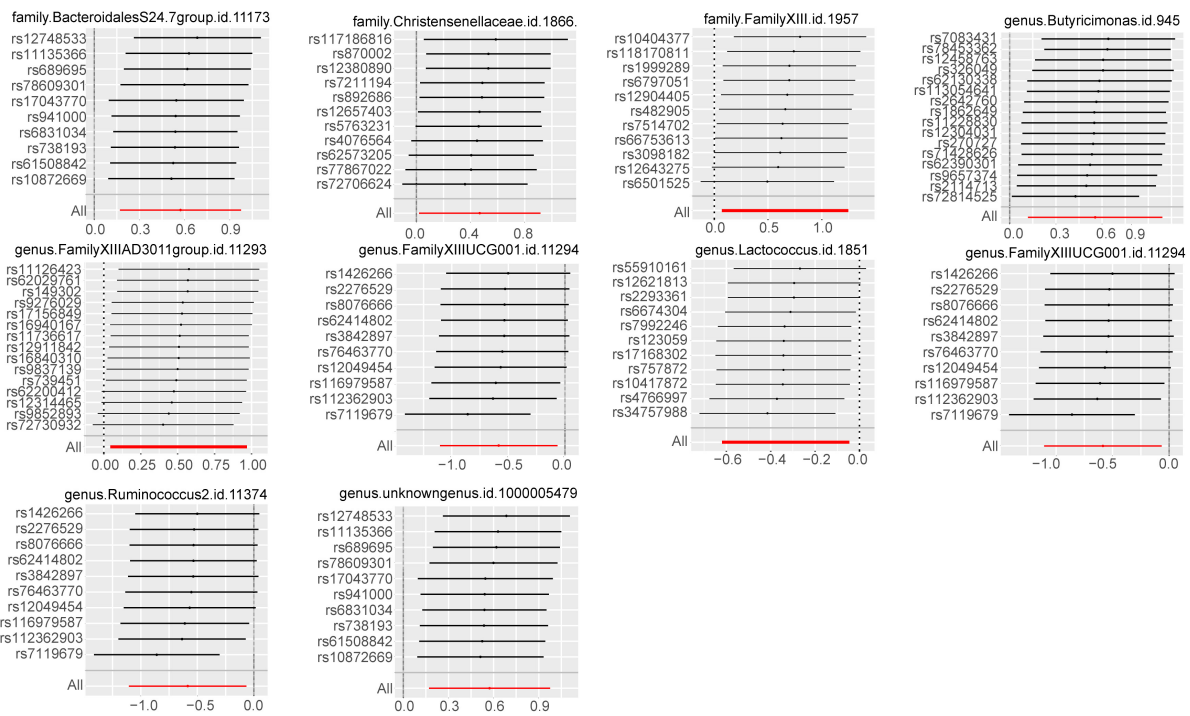 family.BacteroidalesS24.7group.id.11173
rs12748533
rs11135366
rs689695
rs78609301
rs17043770
rs941000
rs6831034
rs738193
rs61508842
rs10872669
All
0.0 0.3 0.6 0.9
family.Christensenellaceae.id.1866.
rs117186816
rs870002
rs12380890
rs7211194
rs892686
rs12657403
rs5763231
rs4076564
rs62573205
rs77867022
rs72706624
All
0.0 0.4 0.8
family.FamilyXIII.id.1957
rs10404377
rs118170811
rs1999289
rs6797051
rs12904405
rs482905
rs7514702
rs66753613
rs3098182
rs12643275
rs6501525
All
0.0 0.5 1.0
genus.Butyricimonas.id.945
rs7083431
rs78453362
rs12458763
rs326049
rs62130338
rs113054641
rs2642760
rs1862649
rs11228830
rs12304031
rs270727
rs71428626
rs62390301
rs9657374
rs2114713
rs72814525
All
0.0 0.3 0.6 0.9
genus.FamilyXIIIAD3011group.id.11293
rs11126423
rs62029761
rs149302
rs9276029
rs17156849
rs16940167
rs11736617
rs12911842
rs16840310
rs9837139
rs739451
rs62200412
rs12314465
rs9852893
rs72730932
All
0.00 0.25 0.50 0.75 1.00
genus.FamilyXIIIUCG001.id.11294
rs1426266
rs2276529
rs8076666
rs62414802
rs3842897
rs76463770
rs12049454
rs116979587
rs112362903
rs7119679
All
−1.0 −0.5 0.0
genus.Lactococcus.id.1851
rs55910161
rs12621813
rs2293361
rs6674304
rs7992246
rs123059
rs17168302
rs757872
rs10417872
rs4766997
rs34757988
All
−0.6 −0.4 −0.2 0.0
genus.FamilyXIIIUCG001.id.11294
rs1426266
rs2276529
rs8076666
rs62414802
rs3842897
rs76463770
rs12049454
rs116979587
rs112362903
rs7119679
All
−1.0 −0.5 0.0
genus.Ruminococcus2.id.11374
rs1426266
rs2276529
rs8076666
rs62414802
rs3842897
rs76463770
rs12049454
rs116979587
rs112362903
rs7119679
All
−1.0 −0.5 0.0
genus.unknowngenus.id.1000005479
rs12748533
rs11135366
rs689695
rs78609301
rs17043770
rs941000
rs6831034
rs738193
rs61508842
rs10872669
All
0.0 0.3 0.6 0.9